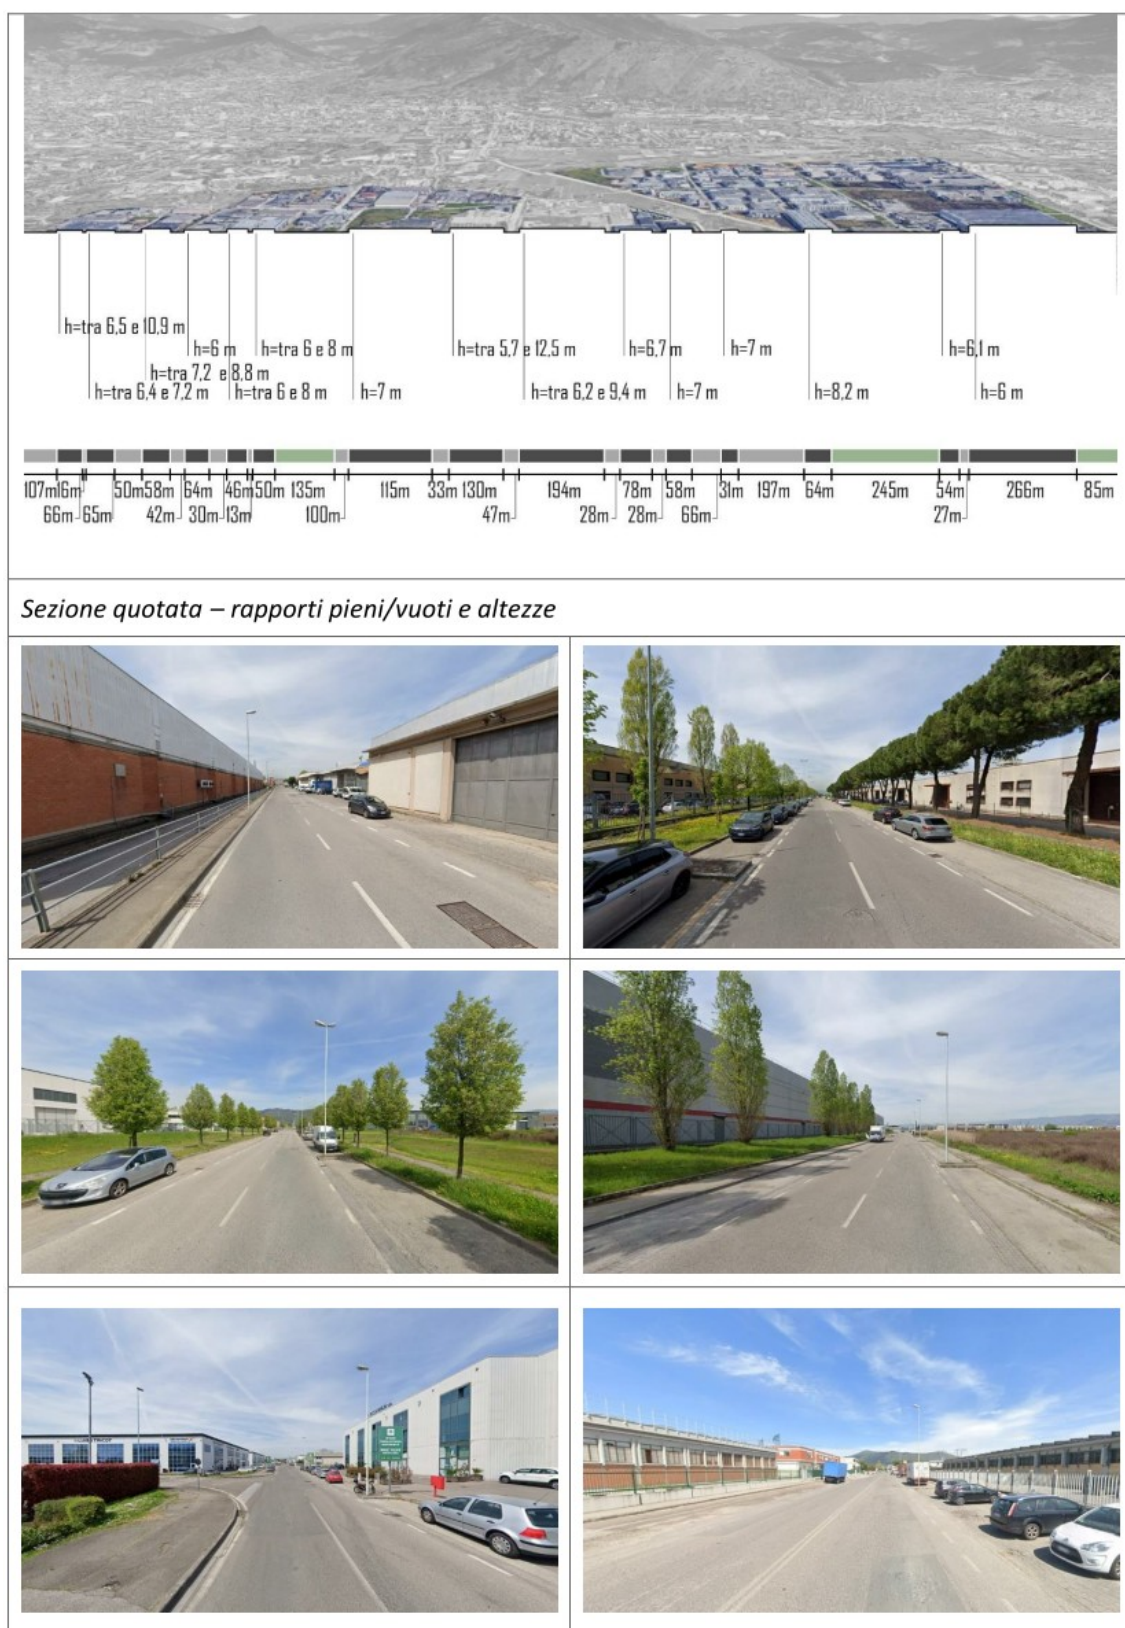 h=tra 6,5 e 10,9 m
h=6 m
h=tra 6 e 8 m
h=tra 5,7 e 12,5 m
h=6,7 m
h=7 m
h=6,1 m
h=tra 7,2 e 8,8 m
h=tra 6,4 e 7,2 m
h=tra 6 e 8 m
h=7 m
h=tra 6,2 e 9,4 m
h=7 m
h=8,2 m
h=6 m
107m 16m 50m 58m 64m 46m 50m 135m 115m 33m 130m 194m 78m 58m 31m 197m 64m 245m 54m 266m 85m
66m 65m 42m 30m 13m 100m 47m 28m 28m 66m 27m
Sezione quotata – rapporti pieni/vuoti e altezze